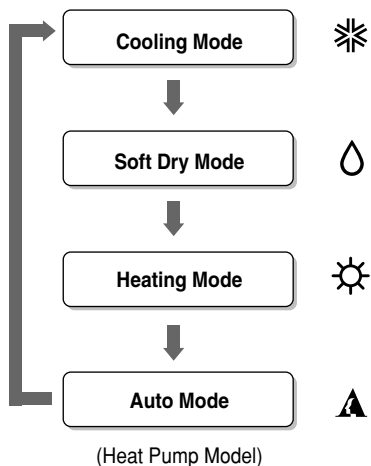 Cooling Mode
Soft Dry Mode
Heating Mode
Auto Mode
(Heat Pump Model)